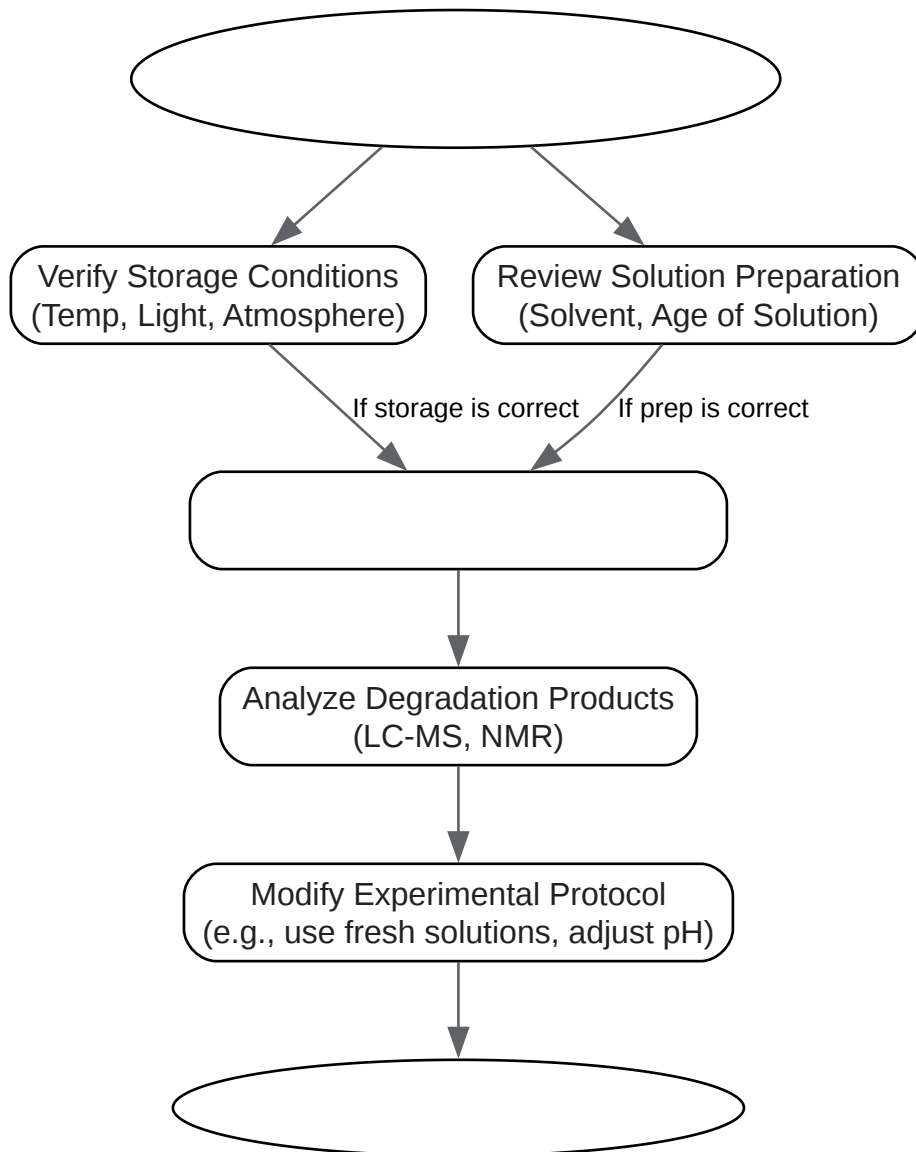 Verify Storage Conditions
(Temp, Light, Atmosphere)
Review Solution Preparation
(Solvent, Age of Solution)
If storage is correct
If prep is correct
Analyze Degradation Products
(LC-MS, NMR)
Modify Experimental Protocol
(e.g., use fresh solutions, adjust pH)